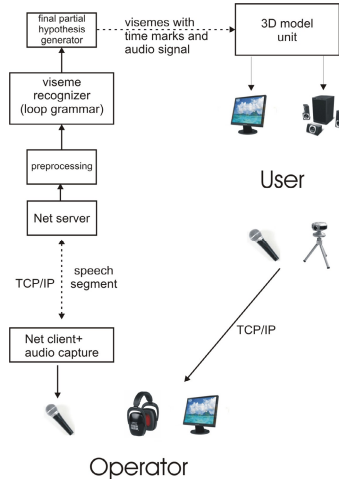 final partial
hypothesis
generator
visemes with
time marks and
audio signal
3D model
unit
viseme
recognizer
(loop grammar)
preprocessing
User
Net server
TCP/IP
speech
segment
TCP/IP
Net client+
audio capture
Operator